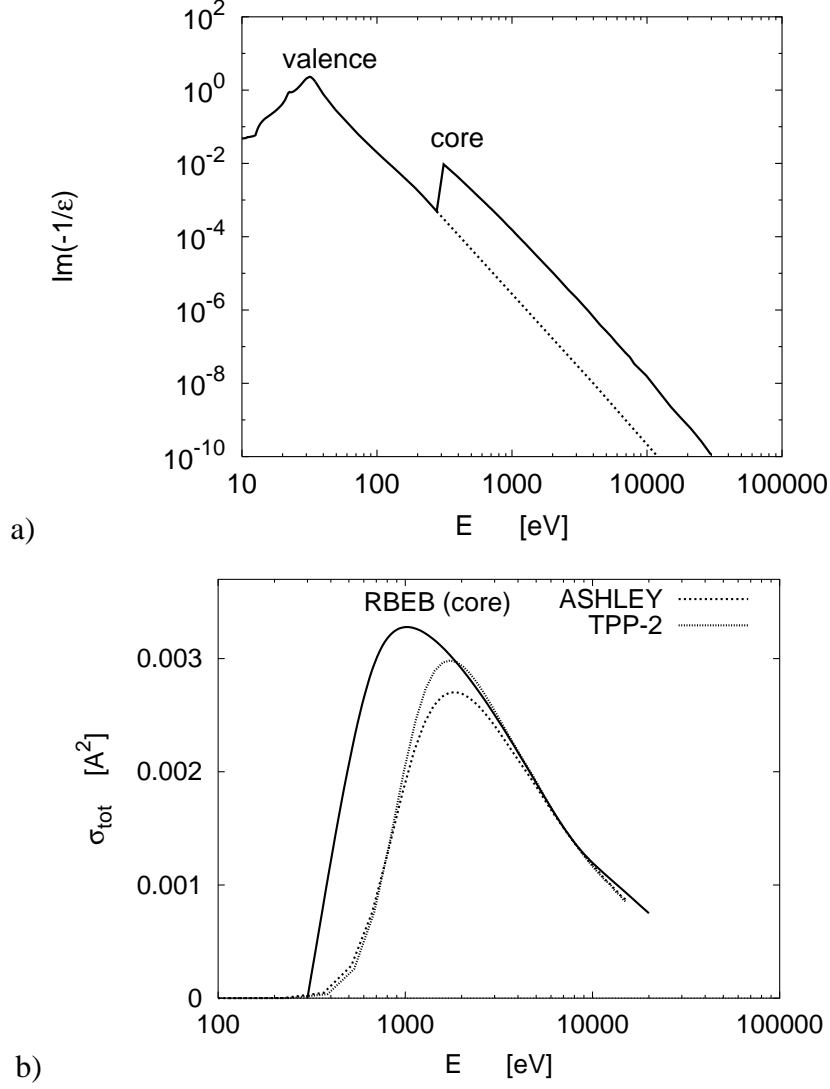 10^2
valence
10^0
core
10^-2
Im(-1/ε)
10^-4
10^-6
10^-8
10^-10
10 100 1000 10000 100000
E [eV]
a)
RBEB (core)
ASHLEY
TPP-2
0.003
0.002
σ_tot [A^2]
0.001
0
100 1000 10000 100000
E [eV]
b)